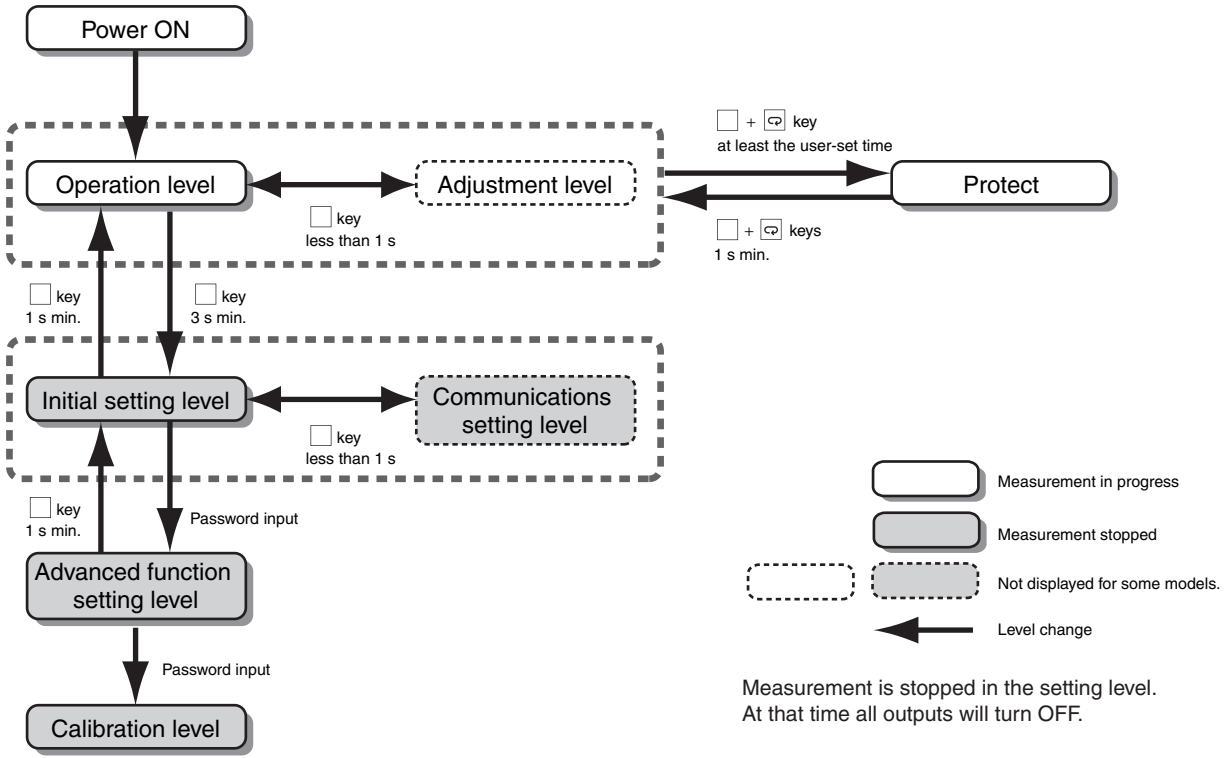 Power ON
+ key
at least the user-set time
Operation level
Adjustment level
Protect
key
less than 1 s
+ keys
1 s min.
key
1 s min.
key
3 s min.
Initial setting level
Communications
setting level
key
less than 1 s
Measurement in progress
key
1 s min.
Password input
Measurement stopped
Advanced function
setting level
Not displayed for some models.
Level change
Password input
Measurement is stopped in the setting level.
At that time all outputs will turn OFF.
Calibration level